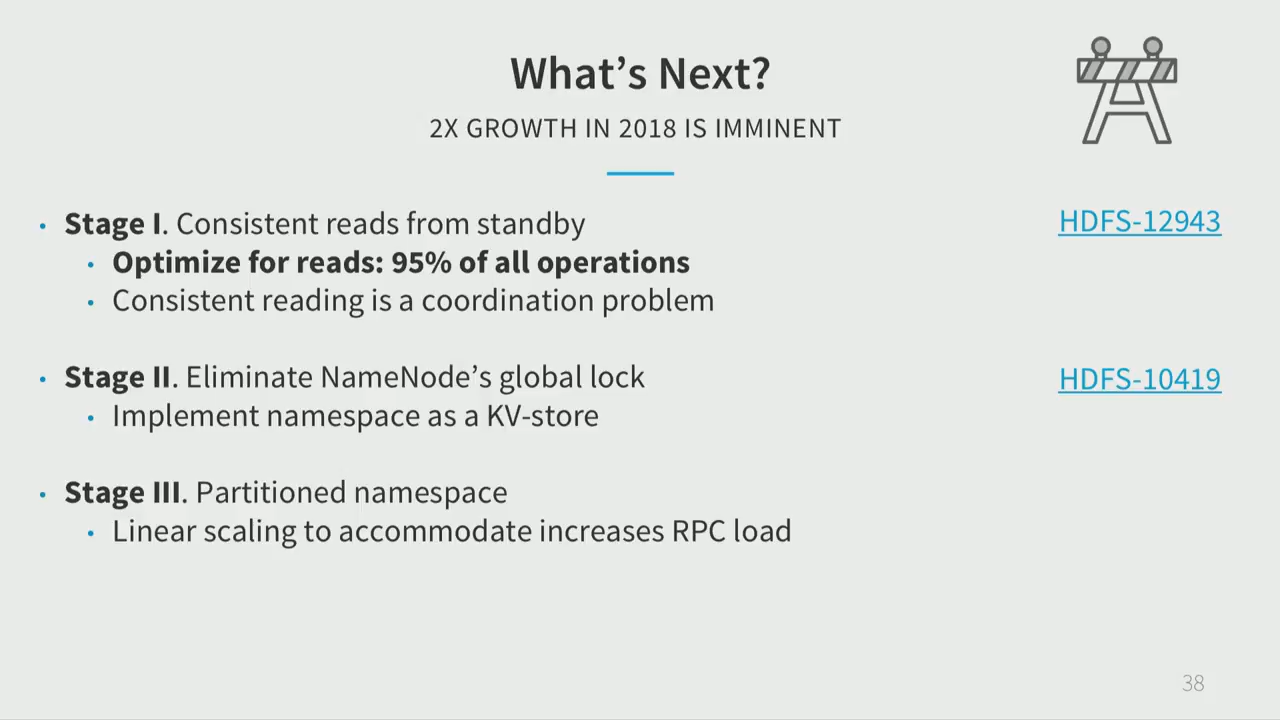 What's Next?
2X GROWTH IN 2018 IS IMMINENT
• Stage I. Consistent reads from standby
HDFS-12943
• Optimize for reads: 95% of all operations
• Consistent reading is a coordination problem
• Stage II. Eliminate NameNode's global lock
HDFS-10419
• Implement namespace as a KV-store
• Stage III. Partitioned namespace
• Linear scaling to accommodate increases RPC load
38